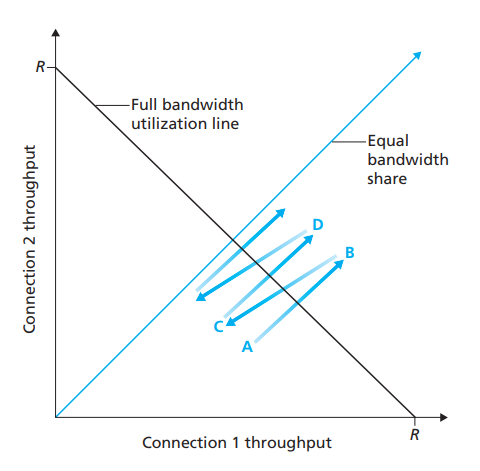 R
Full bandwidth
utilization line
Equal
bandwidth
share
Connection 2 throughput
D
B
C
A
R
Connection 1 throughput